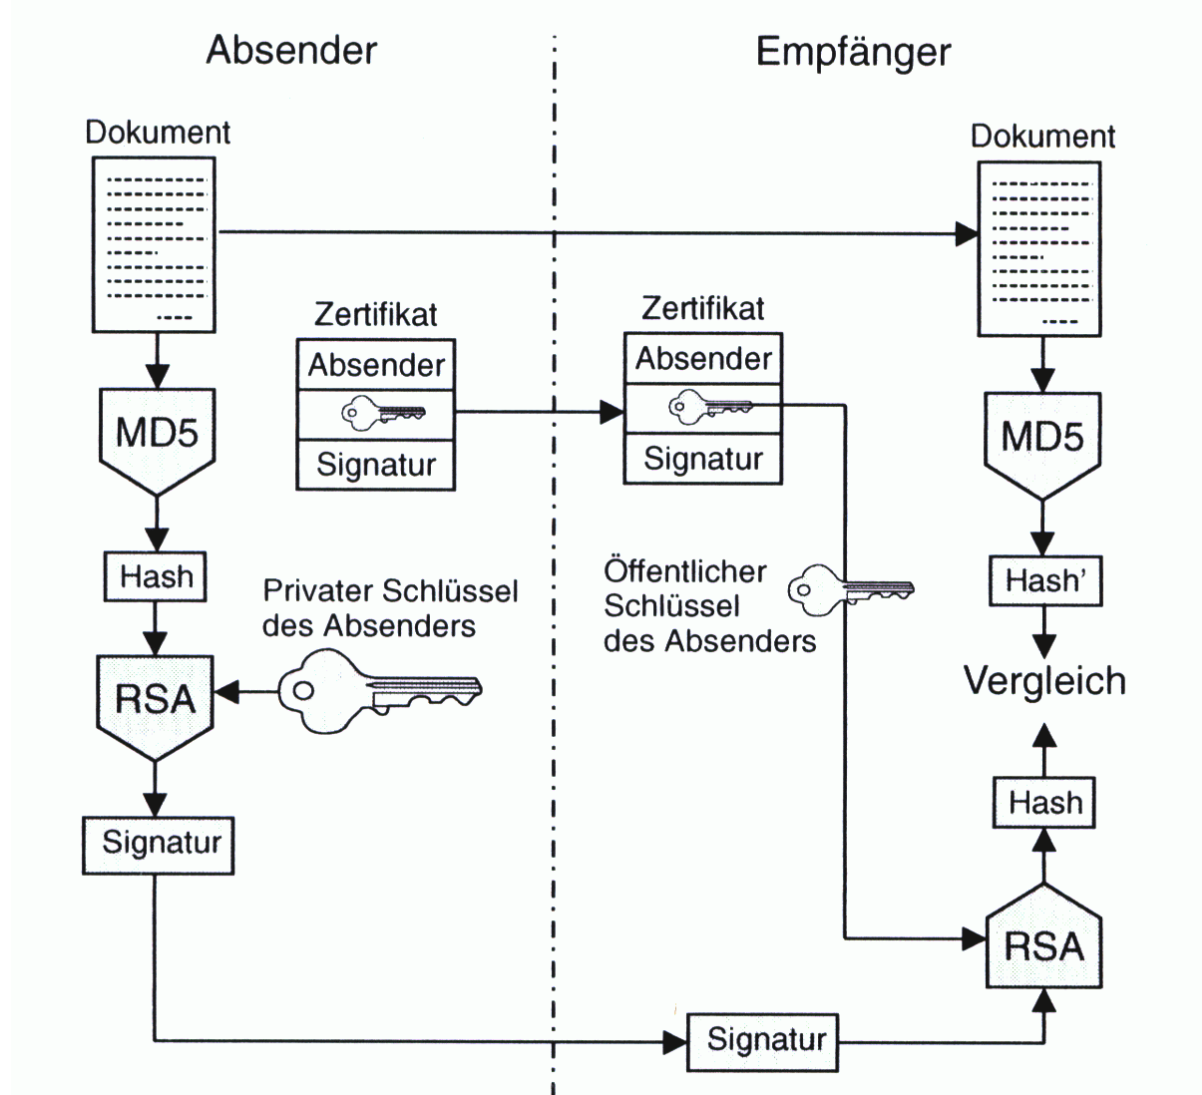 Absender
Empfänger
Dokument
Dokument
Zertifikat
Absender
Signatur
Zertifikat
Absender
Signatur
MD5
MD5
Hash
Hash’
Privater Schlüssel
des Absenders
Öffentlicher
Schlüssel
des Absenders
RSA
Vergleich
Signatur
Hash
RSA
Signatur